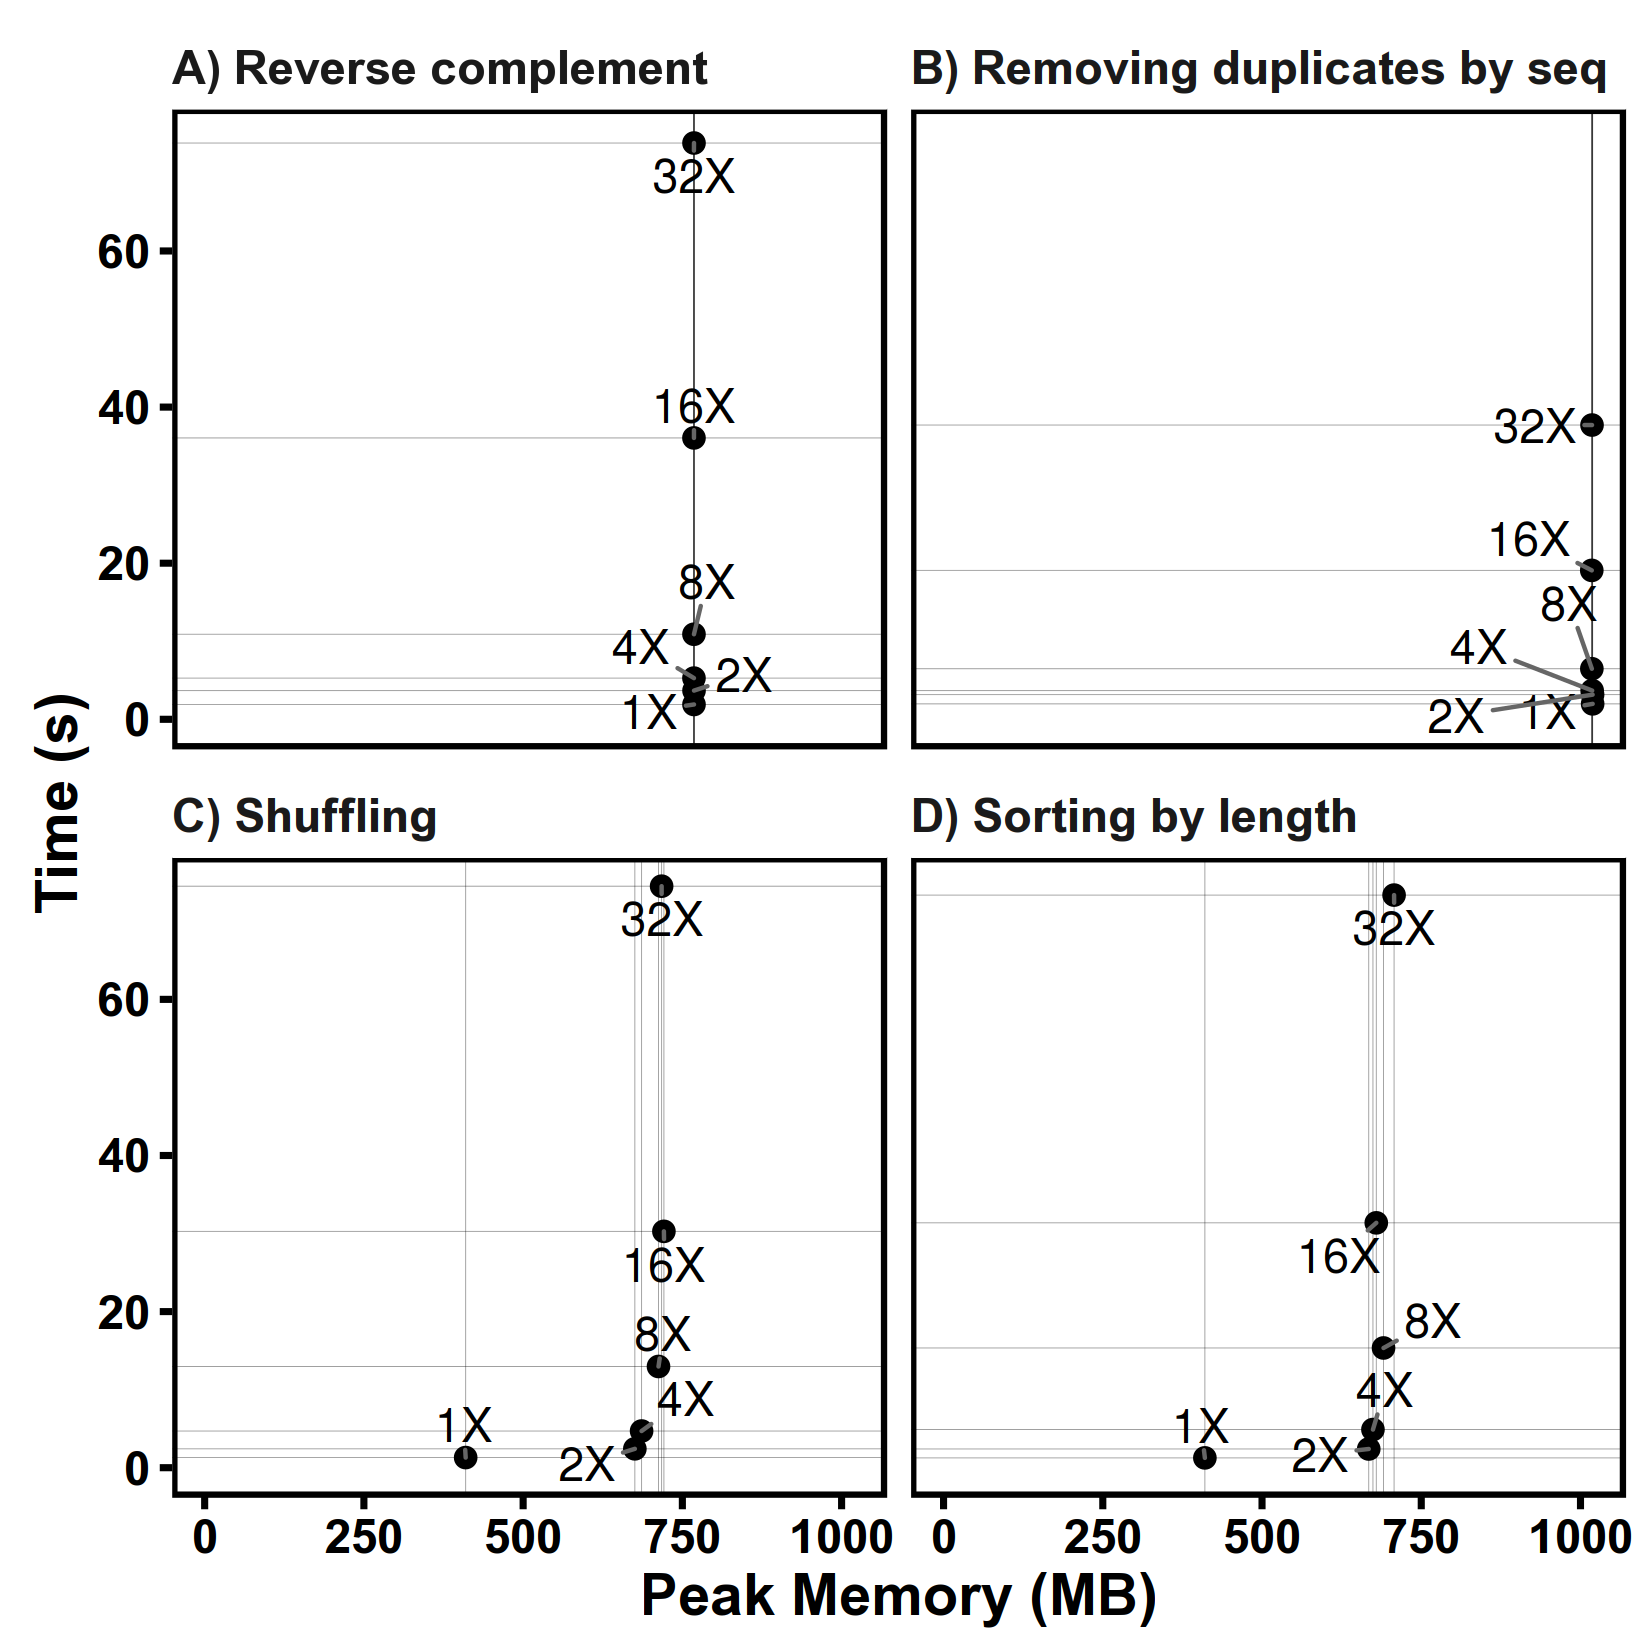 A) Reverse complement
B) Removing duplicates by seq
60
40
20
0
32X
16X
8X
4X
2X
1X
32X
16X
8X
4X
2X
1X
Time (s)
C) Shuffling
D) Sorting by length
60
40
20
0
32X
16X
8X
4X
1X
2X
32X
16X
8X
4X
1X
2X
0 250 500 750 1000
0 250 500 750 1000
Peak Memory (MB)